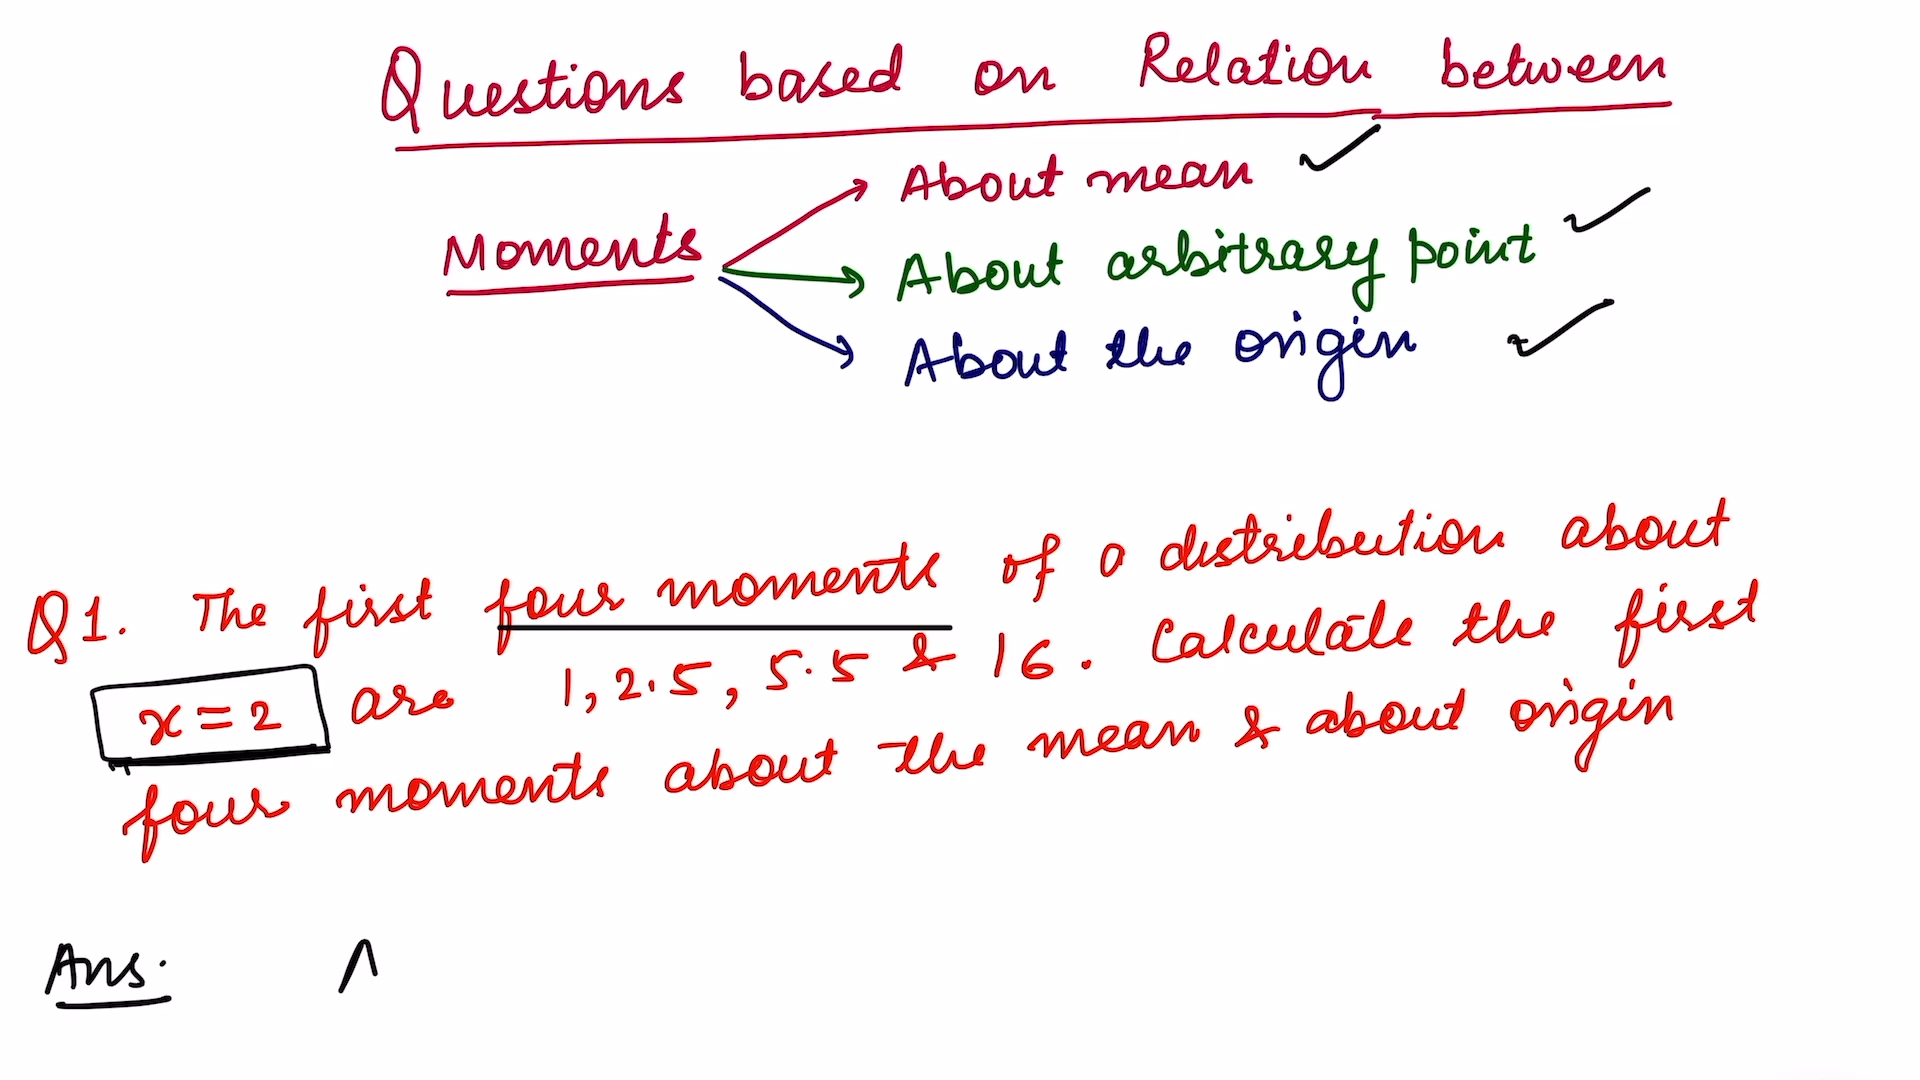 Questions based on Relation between
Moments
About mean
About arbitrary point
About the origin
Q1. The first four moments of a distribution about
x = 2 are 1, 2.5, 5.5 & 16. Calculate the first
four moments about the mean & about origin
Ans.